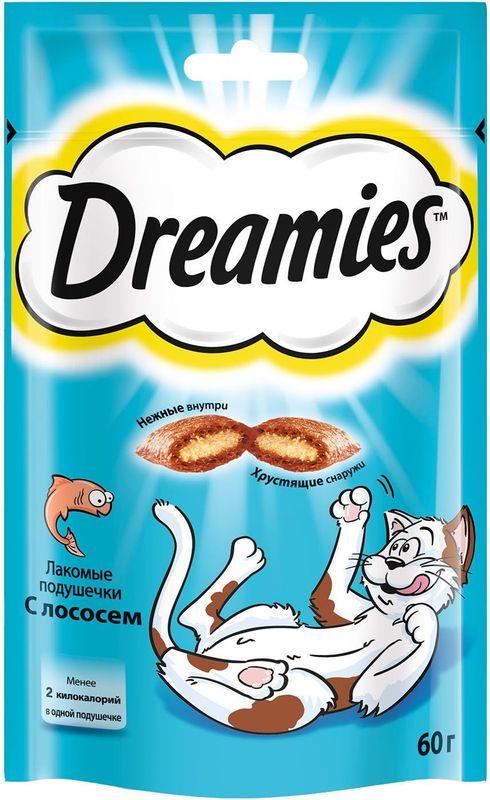 Dreamies™
Нежные внутри
Хрустящие снаружи
Лакомые
подушечки
С лососем
Менее
2 килокалорий
в одной подушечке
60 г